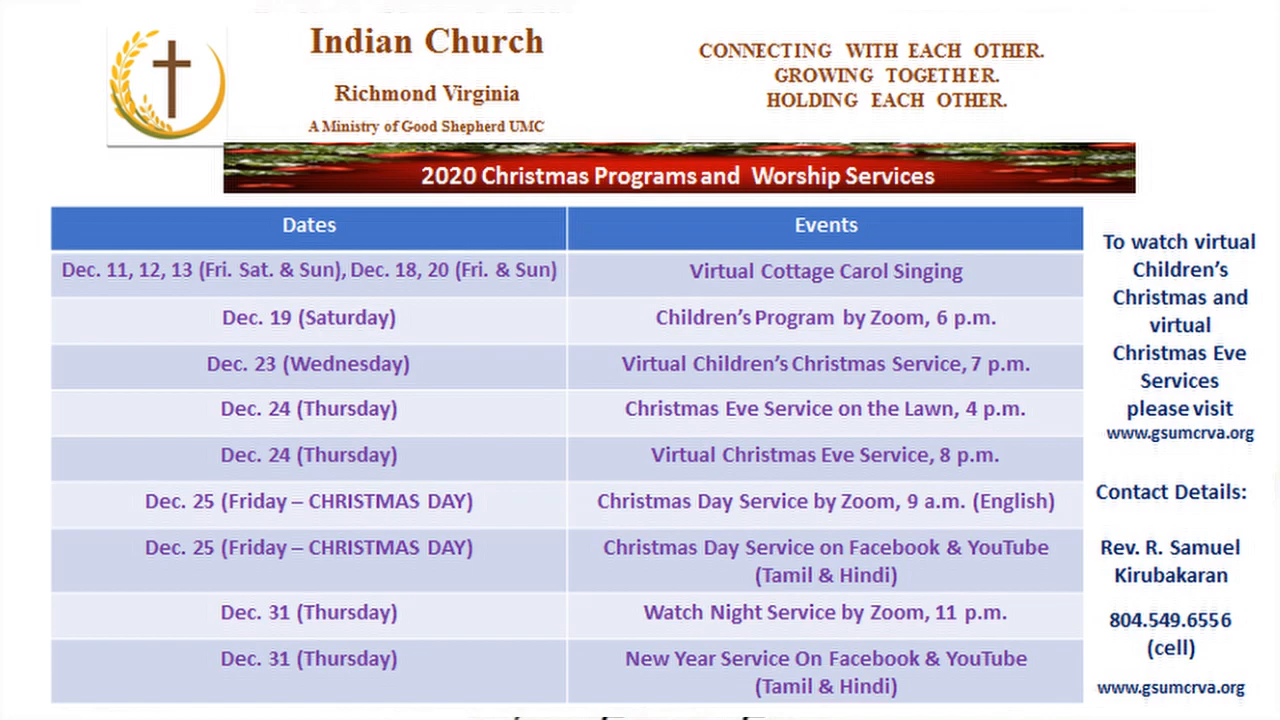 Indian Church
Richmond Virginia
A Ministry of Good Shepherd UMC
CONNECTING WITH EACH OTHER.
GROWING TOGETHER.
HOLDING EACH OTHER.
2020 Christmas Programs and Worship Services
Dates Events
Dec. 11, 12, 13 (Fri. Sat. & Sun), Dec. 18, 20 (Fri. & Sun) Virtual Cottage Carol Singing
Dec. 19 (Saturday) Children's Program by Zoom, 6 p.m.
Dec. 23 (Wednesday) Virtual Children's Christmas Service, 7 p.m.
Dec. 24 (Thursday) Christmas Eve Service on the Lawn, 4 p.m.
Dec. 24 (Thursday) Virtual Christmas Eve Service, 8 p.m.
Dec. 25 (Friday – CHRISTMAS DAY) Christmas Day Service by Zoom, 9 a.m. (English)
Dec. 25 (Friday – CHRISTMAS DAY) Christmas Day Service on Facebook & YouTube
(Tamil & Hindi)
Dec. 31 (Thursday) Watch Night Service by Zoom, 11 p.m.
Dec. 31 (Thursday) New Year Service On Facebook & YouTube
(Tamil & Hindi)
To watch virtual
Children's
Christmas and
virtual
Christmas Eve
Services
please visit
www.gsumcrva.org
Contact Details:
Rev. R. Samuel
Kirubakaran
804.549.6556
(cell)
www.gsumcrva.org